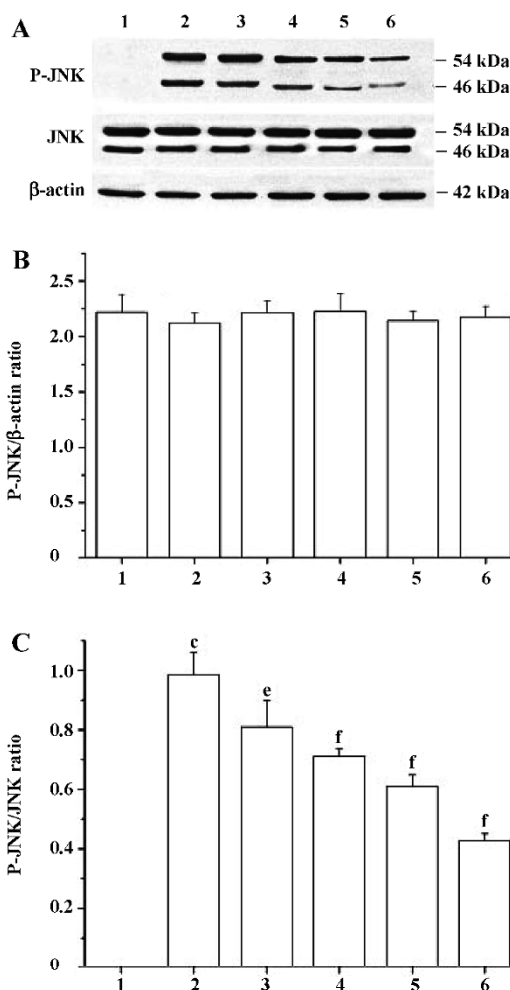 A 1 2 3 4 5 6
P-JNK
54 kDa
46 kDa
JNK
54 kDa
46 kDa
β-actin
42 kDa
B
P-JNK/β-actin ratio
2.5
2.0
1.5
1.0
0.5
0
1 2 3 4 5 6
C
P-JNK/JNK ratio
1.0
0.8
0.6
0.4
0.2
0
c
e
f
f
f
1 2 3 4 5 6